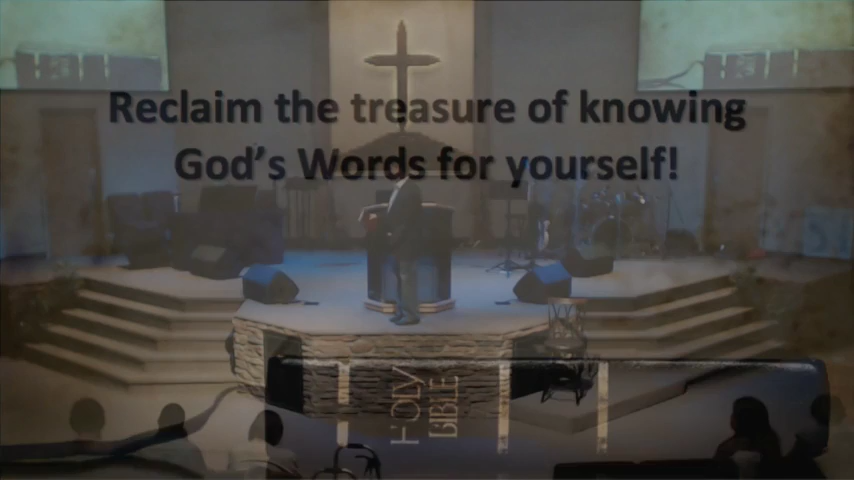 Reclaim the treasure of knowing
God's Words for yourself!
HOLY
BIBLE